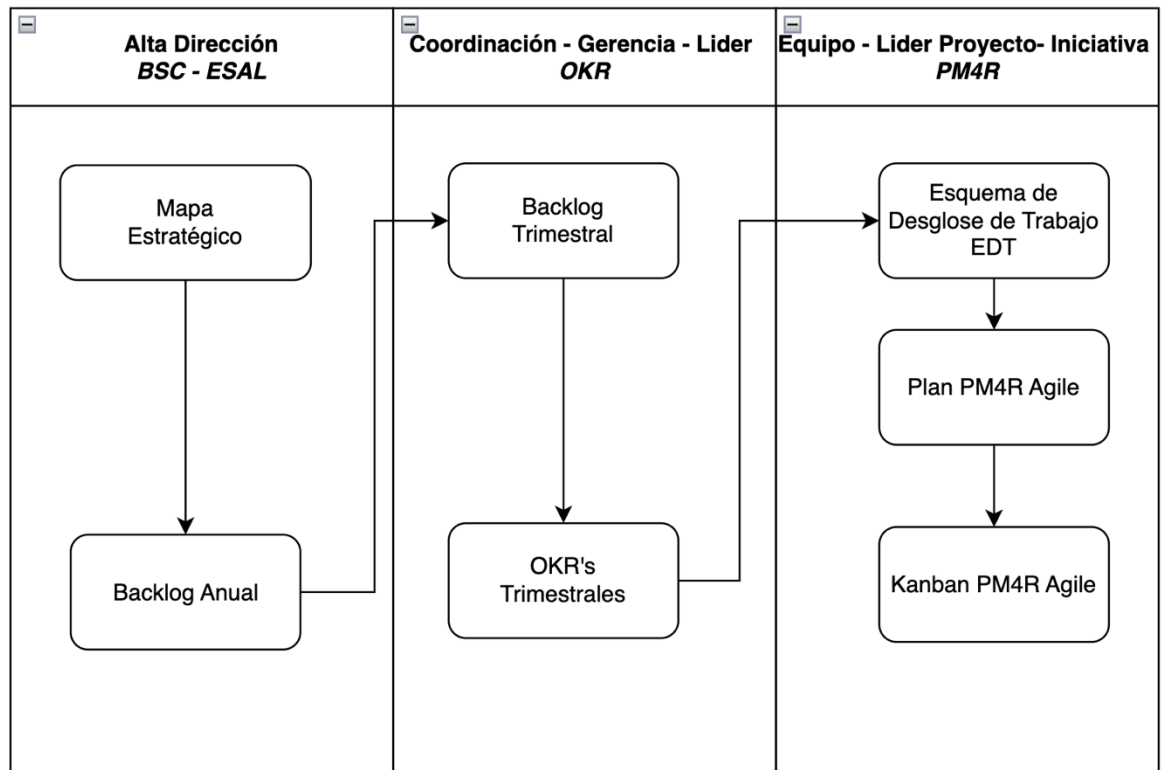 Alta Dirección
BSC - ESAL
Coordinación - Gerencia - Lider
OKR
Equipo - Lider Proyecto- Iniciativa
PM4R
Mapa
Estratégico
Backlog Anual
Backlog
Trimestral
OKR's
Trimestrales
Esquema de
Desglose de Trabajo
EDT
Plan PM4R Agile
Kanban PM4R Agile